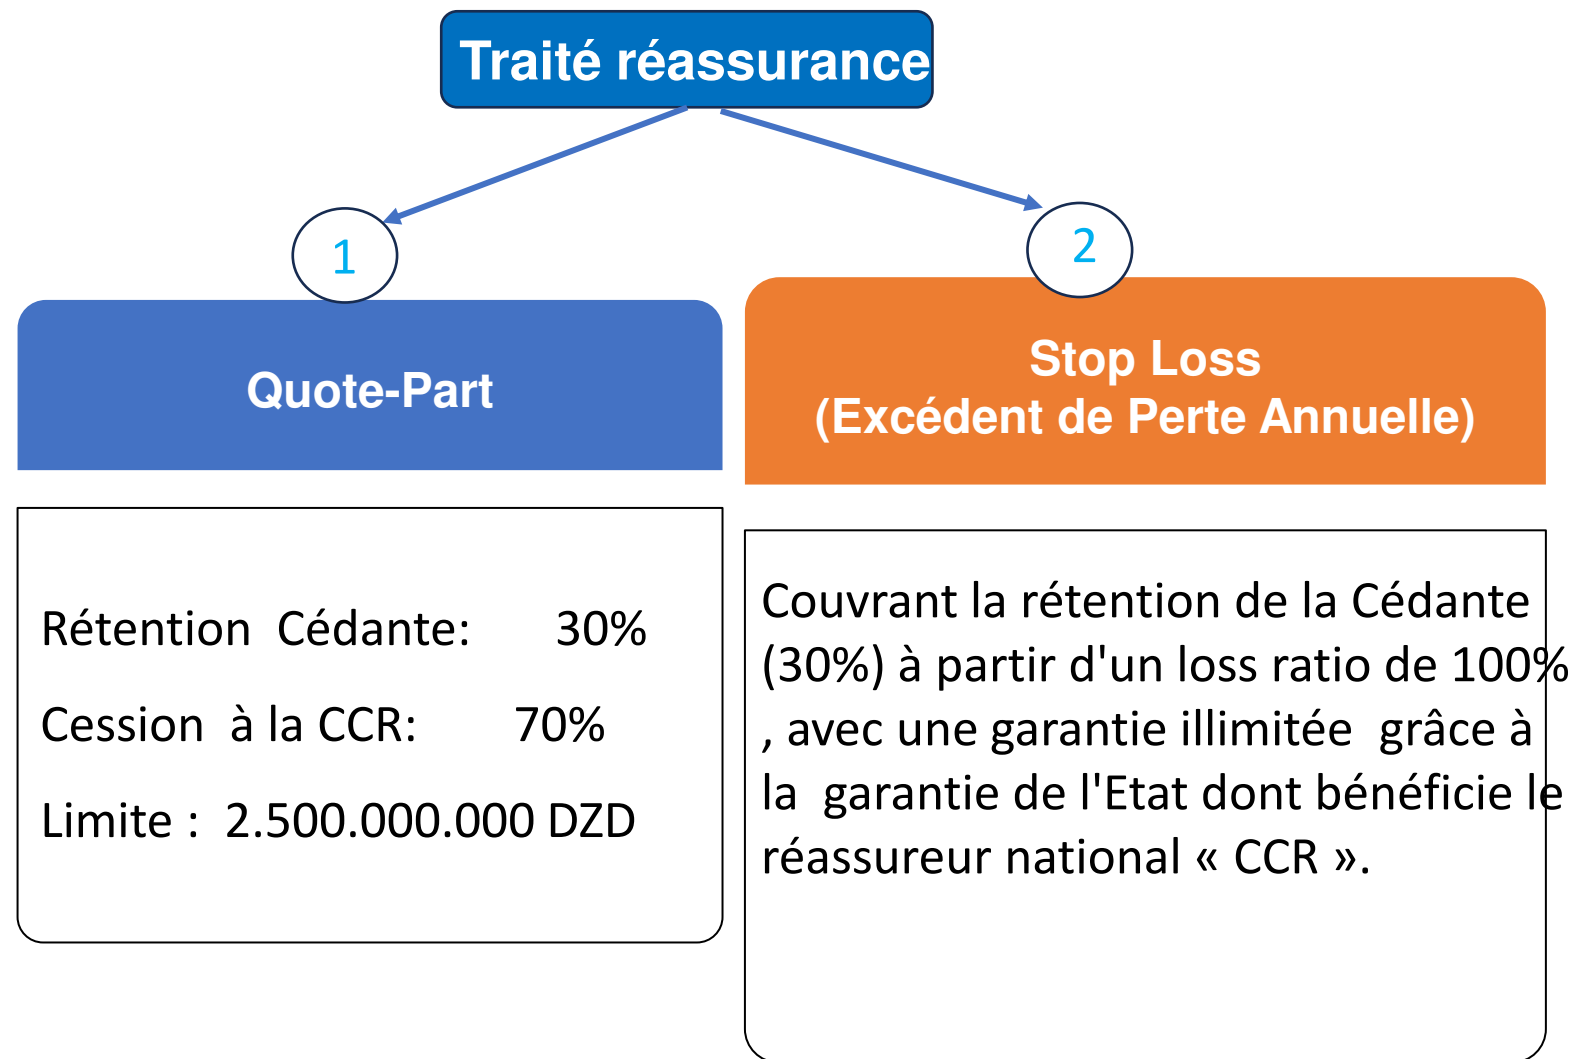 Traité réassurance
1
Quote-Part
Rétention Cédante: 30%
Cession à la CCR: 70%
Limite : 2.500.000.000 DZD
2
Stop Loss
(Excédent de Perte Annuelle)
Couvrant la rétention de la Cédante
(30%) à partir d'un loss ratio de 100%
, avec une garantie illimitée grâce à
la garantie de l'Etat dont bénéficie le
réassureur national « CCR ».